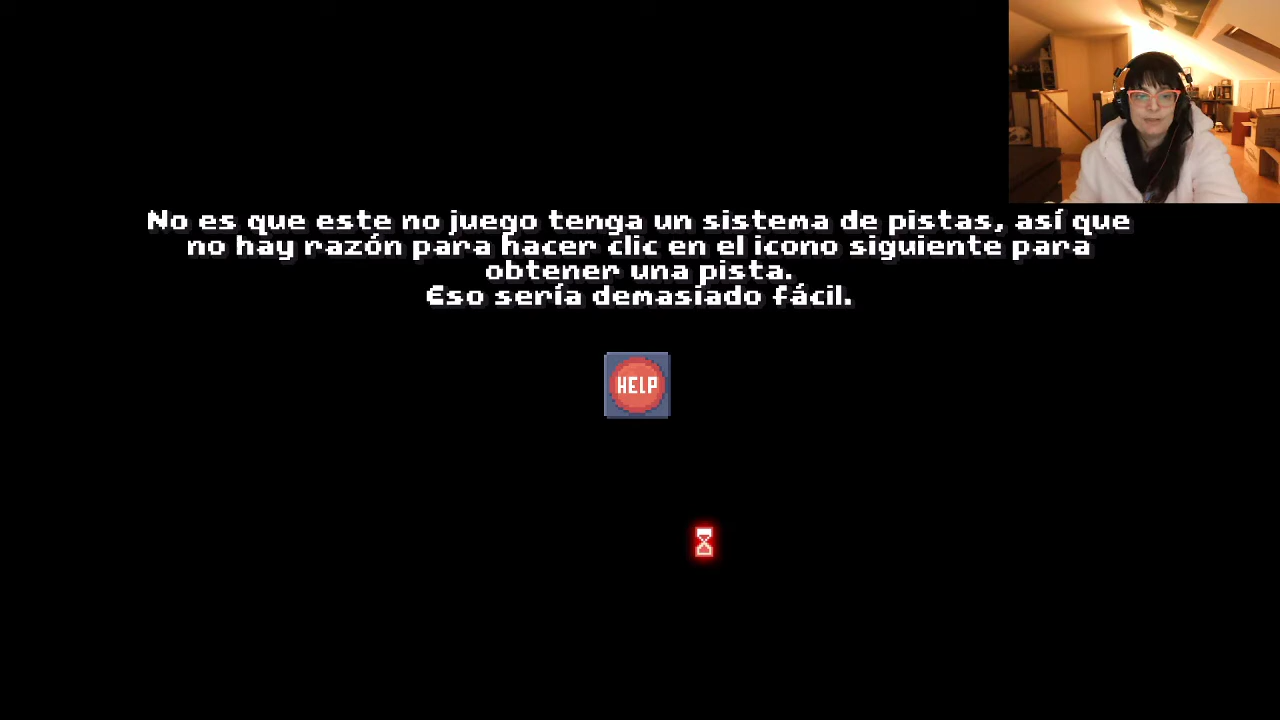 No es que este no juego tenga un sistema de pistas, así que
no hay razón para hacer clic en el icono siguiente para
obtener una pista.
Eso sería demasiado fácil.
HELP